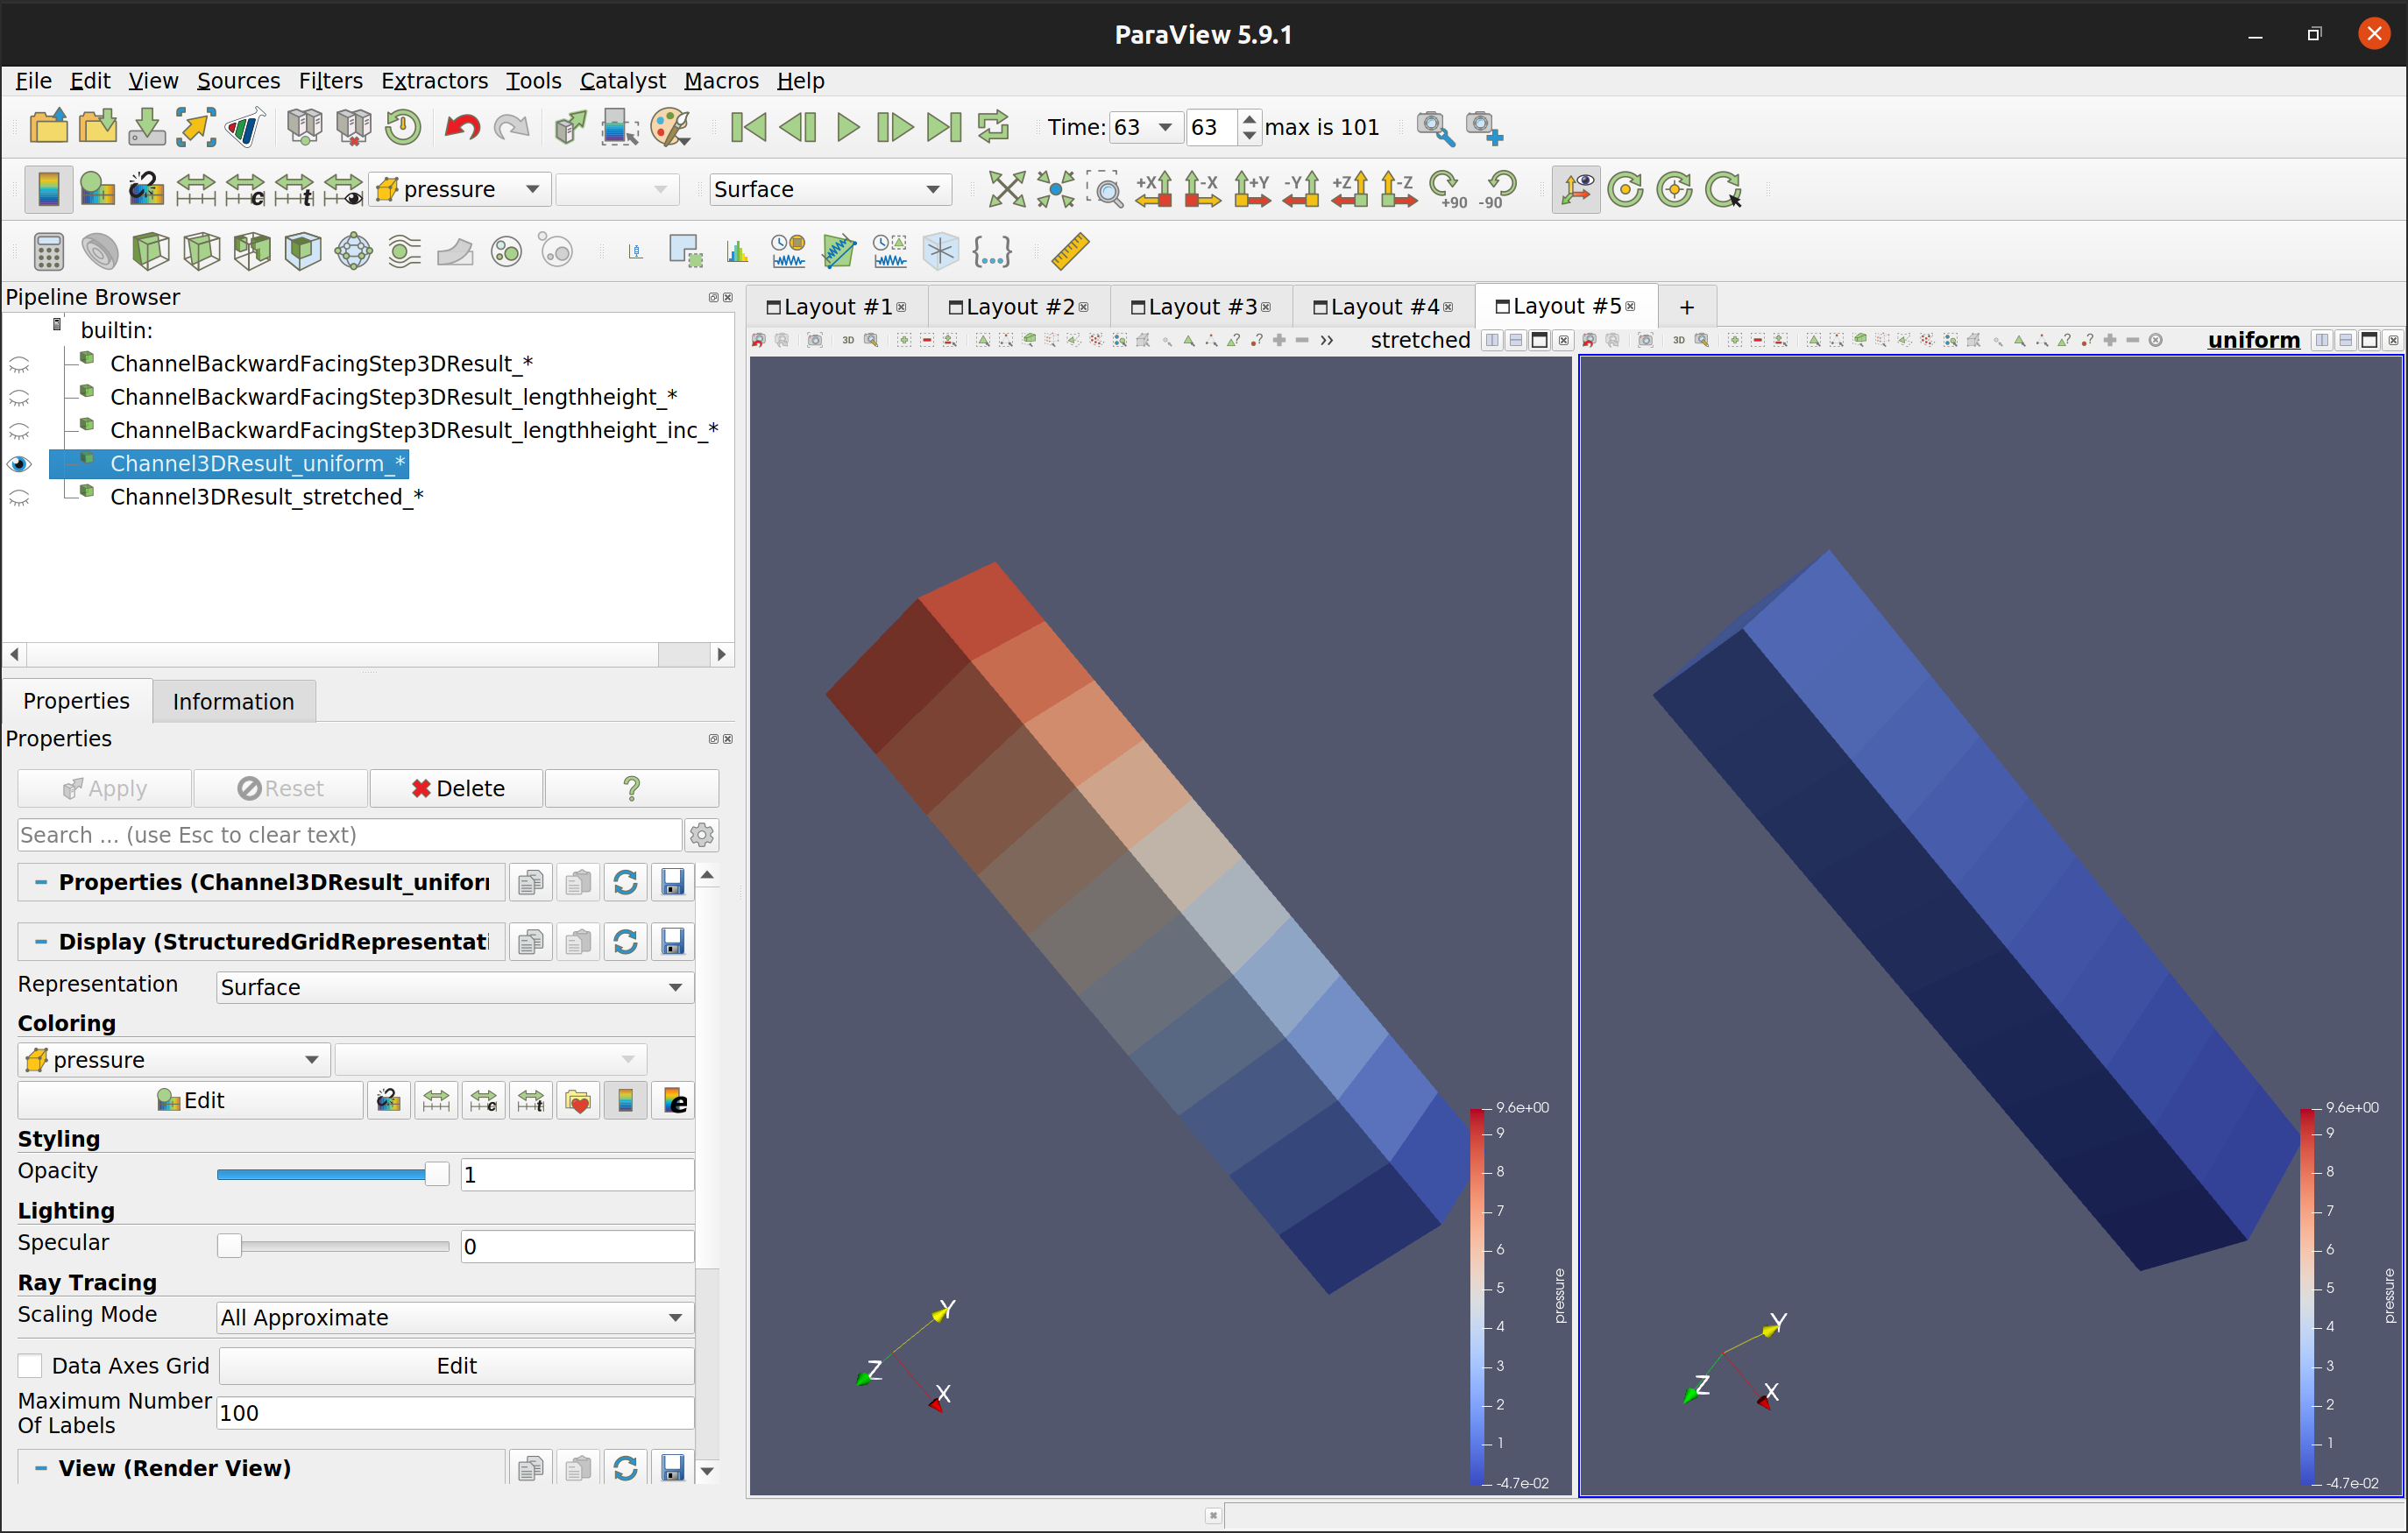 ParaView 5.9.1
File Edit View Sources Filters Extractors Tools Catalyst Macros Help
Time: 63 63 max is 101
pressure Surface +X -X +Y -Y +Z -Z +90 -90
Pipeline Browser
builtin:
ChannelBackwardFacingStep3DResult_*
ChannelBackwardFacingStep3DResult_lengthheight_*
ChannelBackwardFacingStep3DResult_lengthheight_inc_*
Channel3DResult_uniform_*
Channel3DResult_stretched_*
Properties Information
Properties
Apply Reset Delete ?
Search ... (use Esc to clear text)
Properties (Channel3DResult_unifor
Display (StructuredGridRepresentati
Representation Surface
Coloring
pressure
Edit
Styling
Opacity 1
Lighting
Specular 0
Ray Tracing
Scaling Mode All Approximate
Data Axes Grid Edit
Maximum Number
Of Labels 100
View (Render View)
Layout #1 Layout #2 Layout #3 Layout #4 Layout #5 +
3D stretched 3D uniform
9.6e+00
9
8
7
6
5
4
3
2
1
-4.7e-02
pressure
Y
Z
X
9.6e+00
9
8
7
6
5
4
3
2
1
-4.7e-02
pressure
Y
Z
X